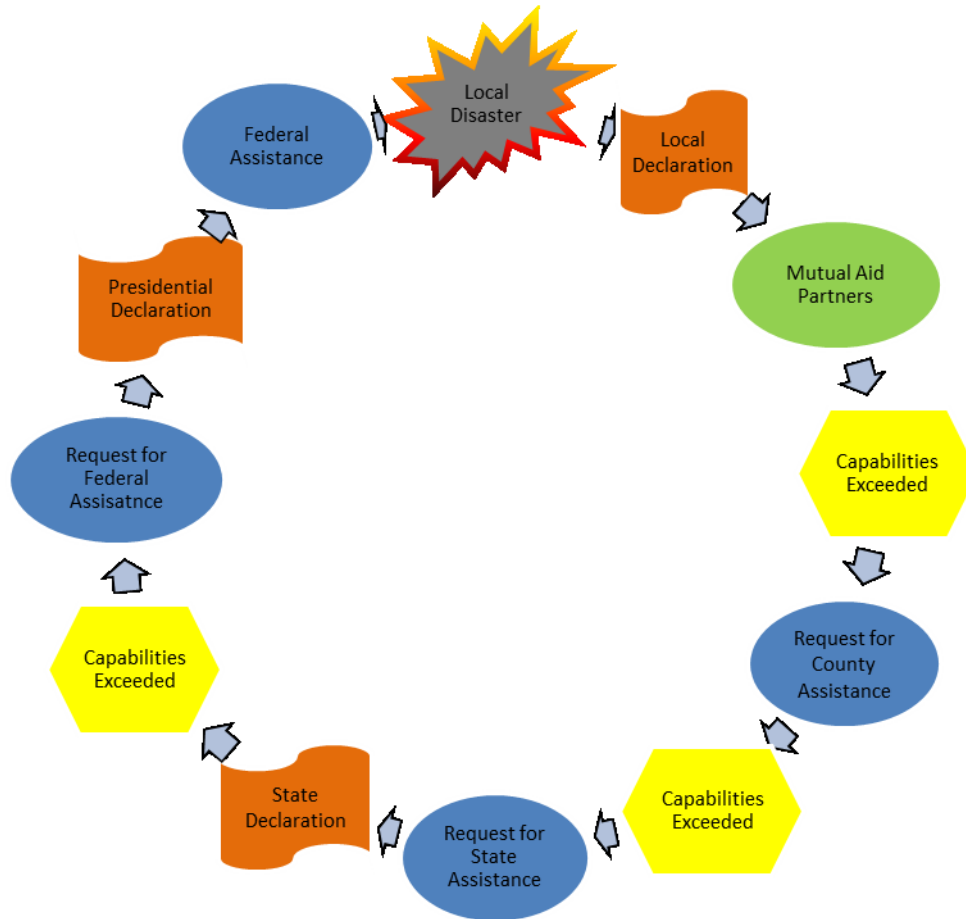 Local
Disaster
Local
Declaration
Mutual Aid
Partners
Capabilities
Exceeded
Request for
County
Assistance
Capabilities
Exceeded
Request for
State
Assistance
State
Declaration
Capabilities
Exceeded
Request for
Federal
Assisatnce
Presidential
Declaration
Federal
Assistance